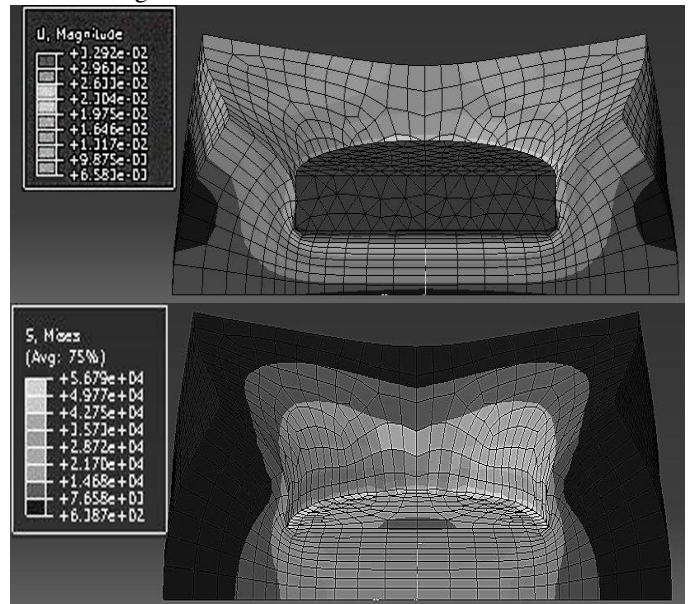 U, Magnitude
+3.292e-02
+2.963e-02
+2.633e-02
+2.304e-02
+1.975e-02
+1.646e-02
+1.317e-02
+9.875e-03
+6.583e-03
S, Mises
(Avg: 75%)
+5.679e+04
+4.977e+04
+4.275e+04
+3.573e+04
+2.872e+04
+2.170e+04
+1.468e+04
+7.658e+03
+6.387e+02